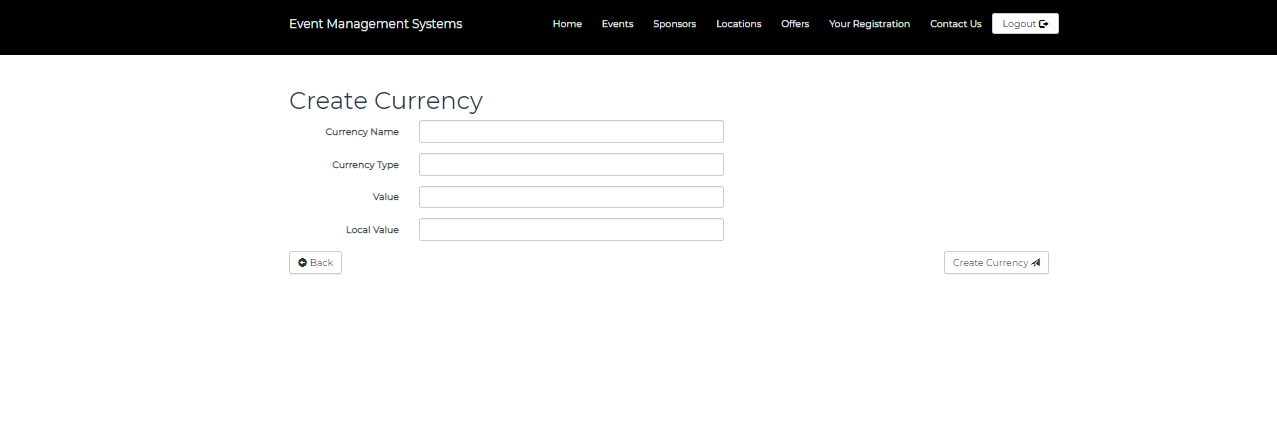 Event Management Systems Home Events Sponsors Locations Offers Your Registration Contact Us Logout
Create Currency
Currency Name
Currency Type
Value
Local Value
Back Create Currency